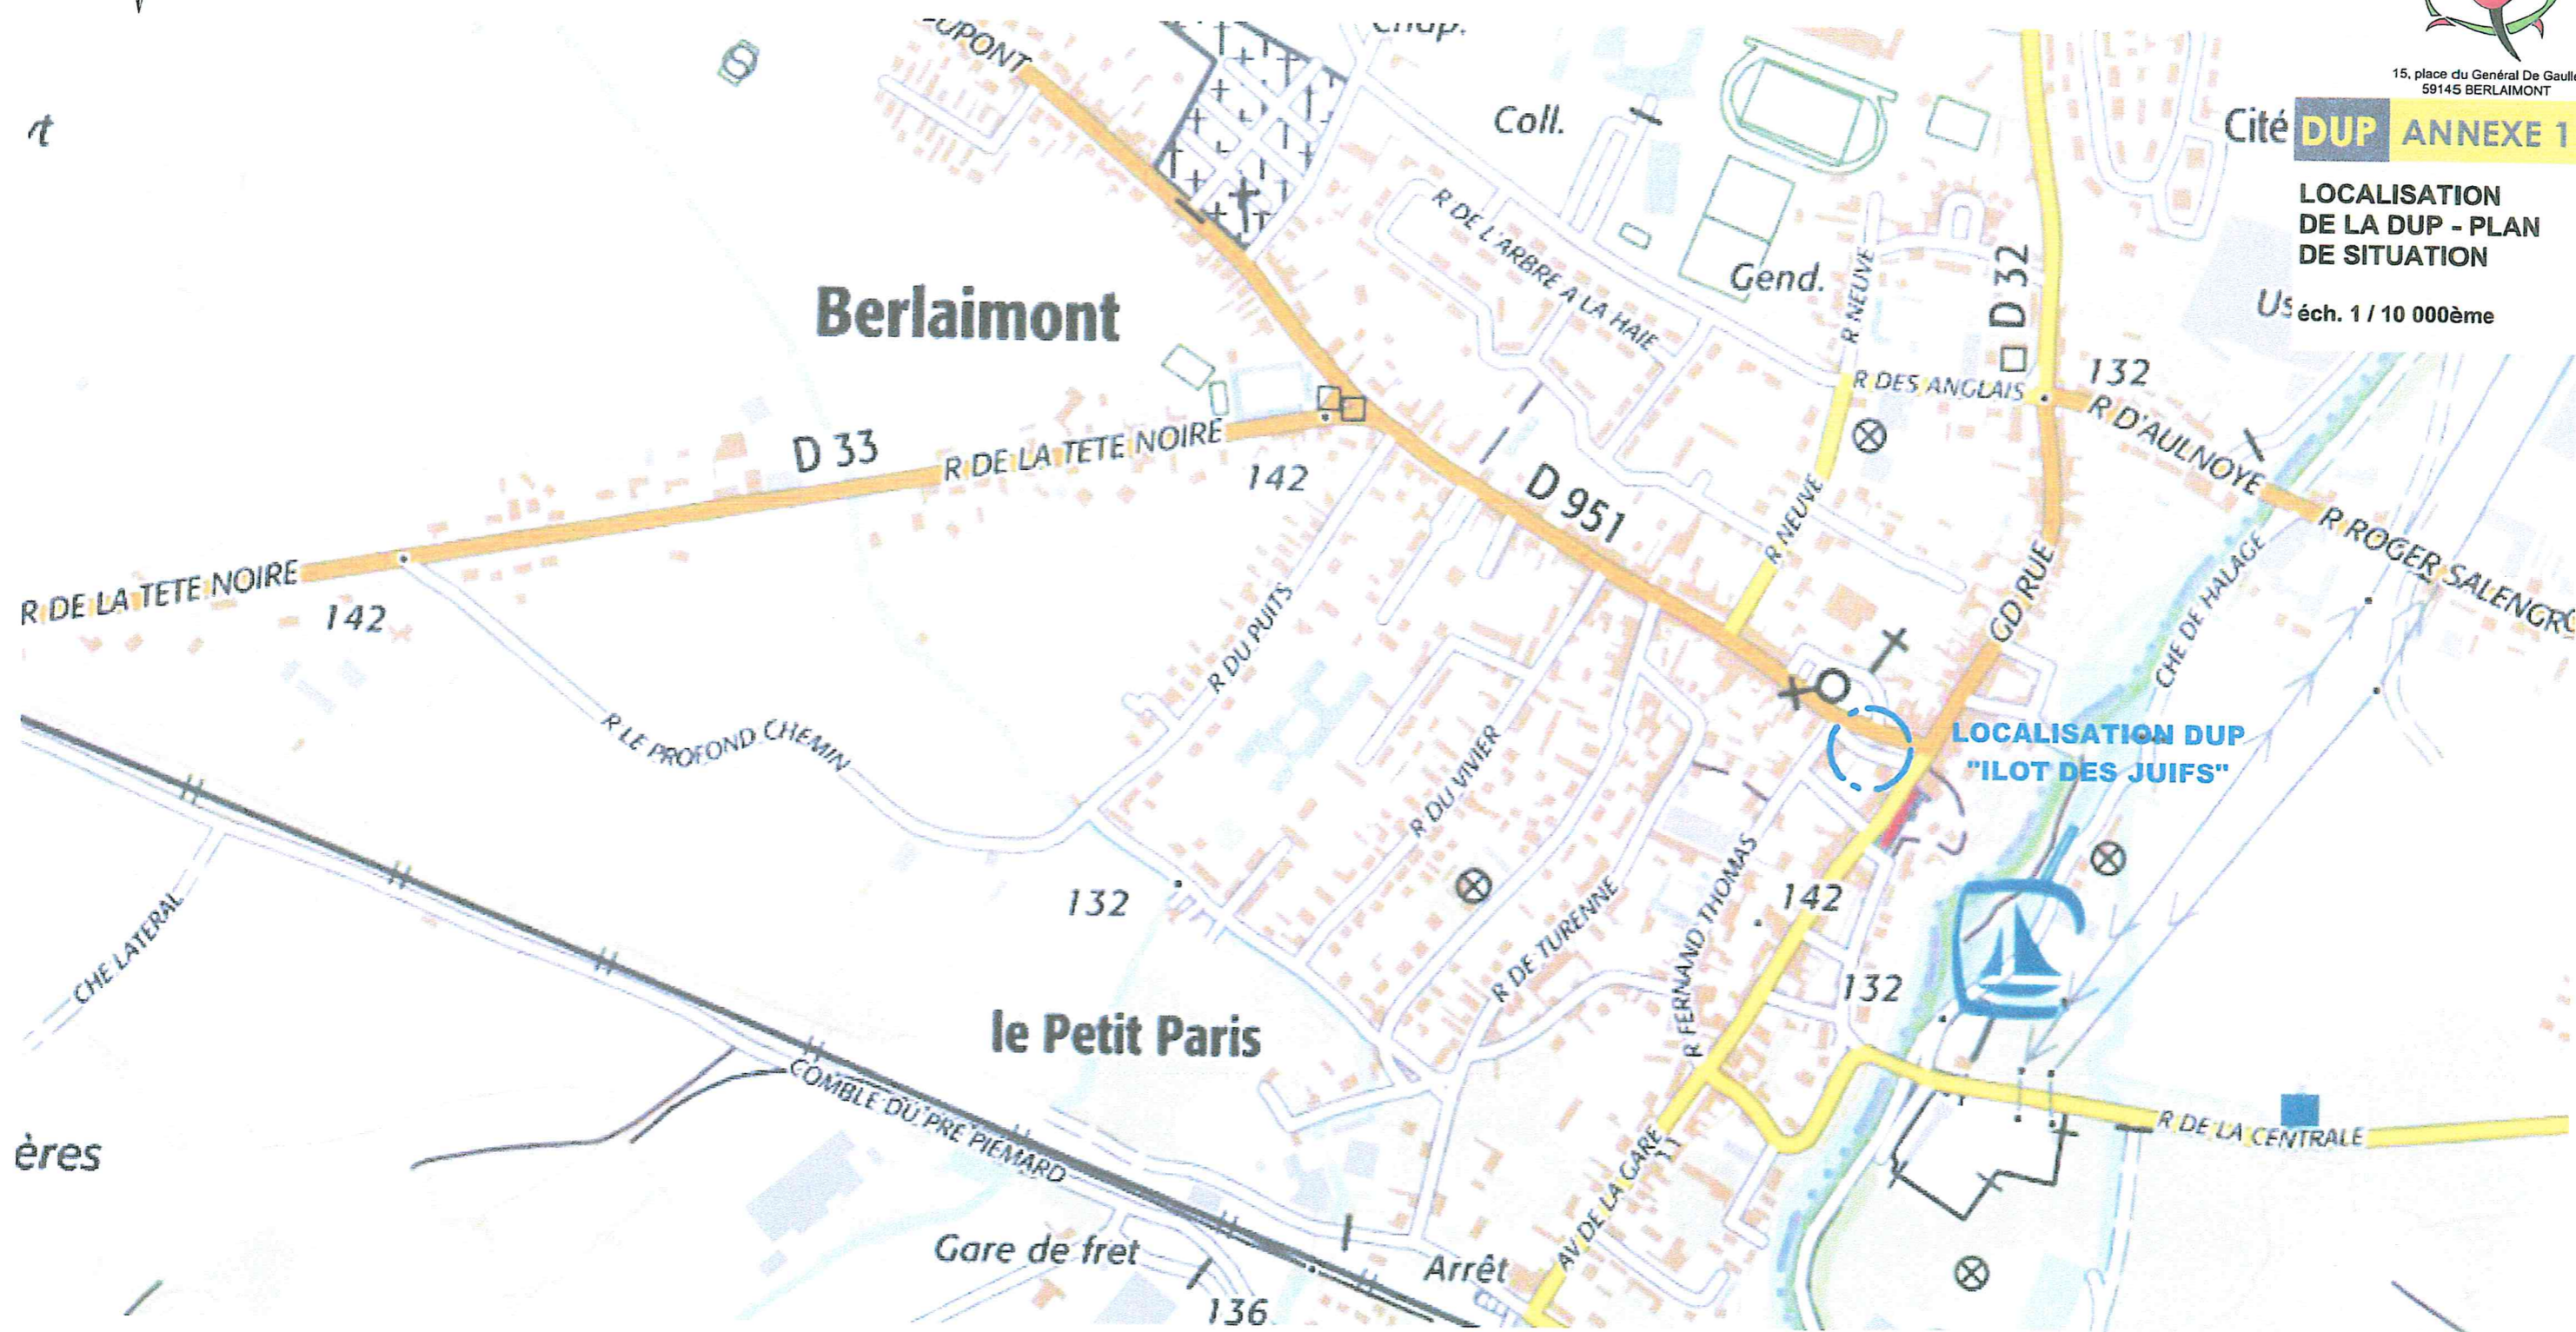 15, place du Général De Gaulle
59145 BERLAIMONT
Cité
DUP ANNEXE 1
LOCALISATION
DE LA DUP - PLAN
DE SITUATION
éch. 1 / 10 000ème
Coll.
R DE L'ARBRE A LA HAIE
Gend.
R NEUVE
D 32
Berlaimont
R DES ANGLAIS
132
R D'AULNOYE
R ROGER SALENGRO
D 33
R DE LA TETE NOIRE
142
D 951
R NEUVE
GD RUE
CHE DE HALAGE
R DE LA TETE NOIRE
142
R DU PUITS
R LE PROFOND CHEMIN
LOCALISATION DUP
"ILOT DES JUIFS"
R DU VIVIER
CHE LATERAL
132
R DE TURENNE
R FERNAND THOMAS
142
132
le Petit Paris
COMBLE DU PRE PIEMARD
R DE LA CENTRALE
AV DE LA GARE
ères
Gare de fret
Arrêt
136